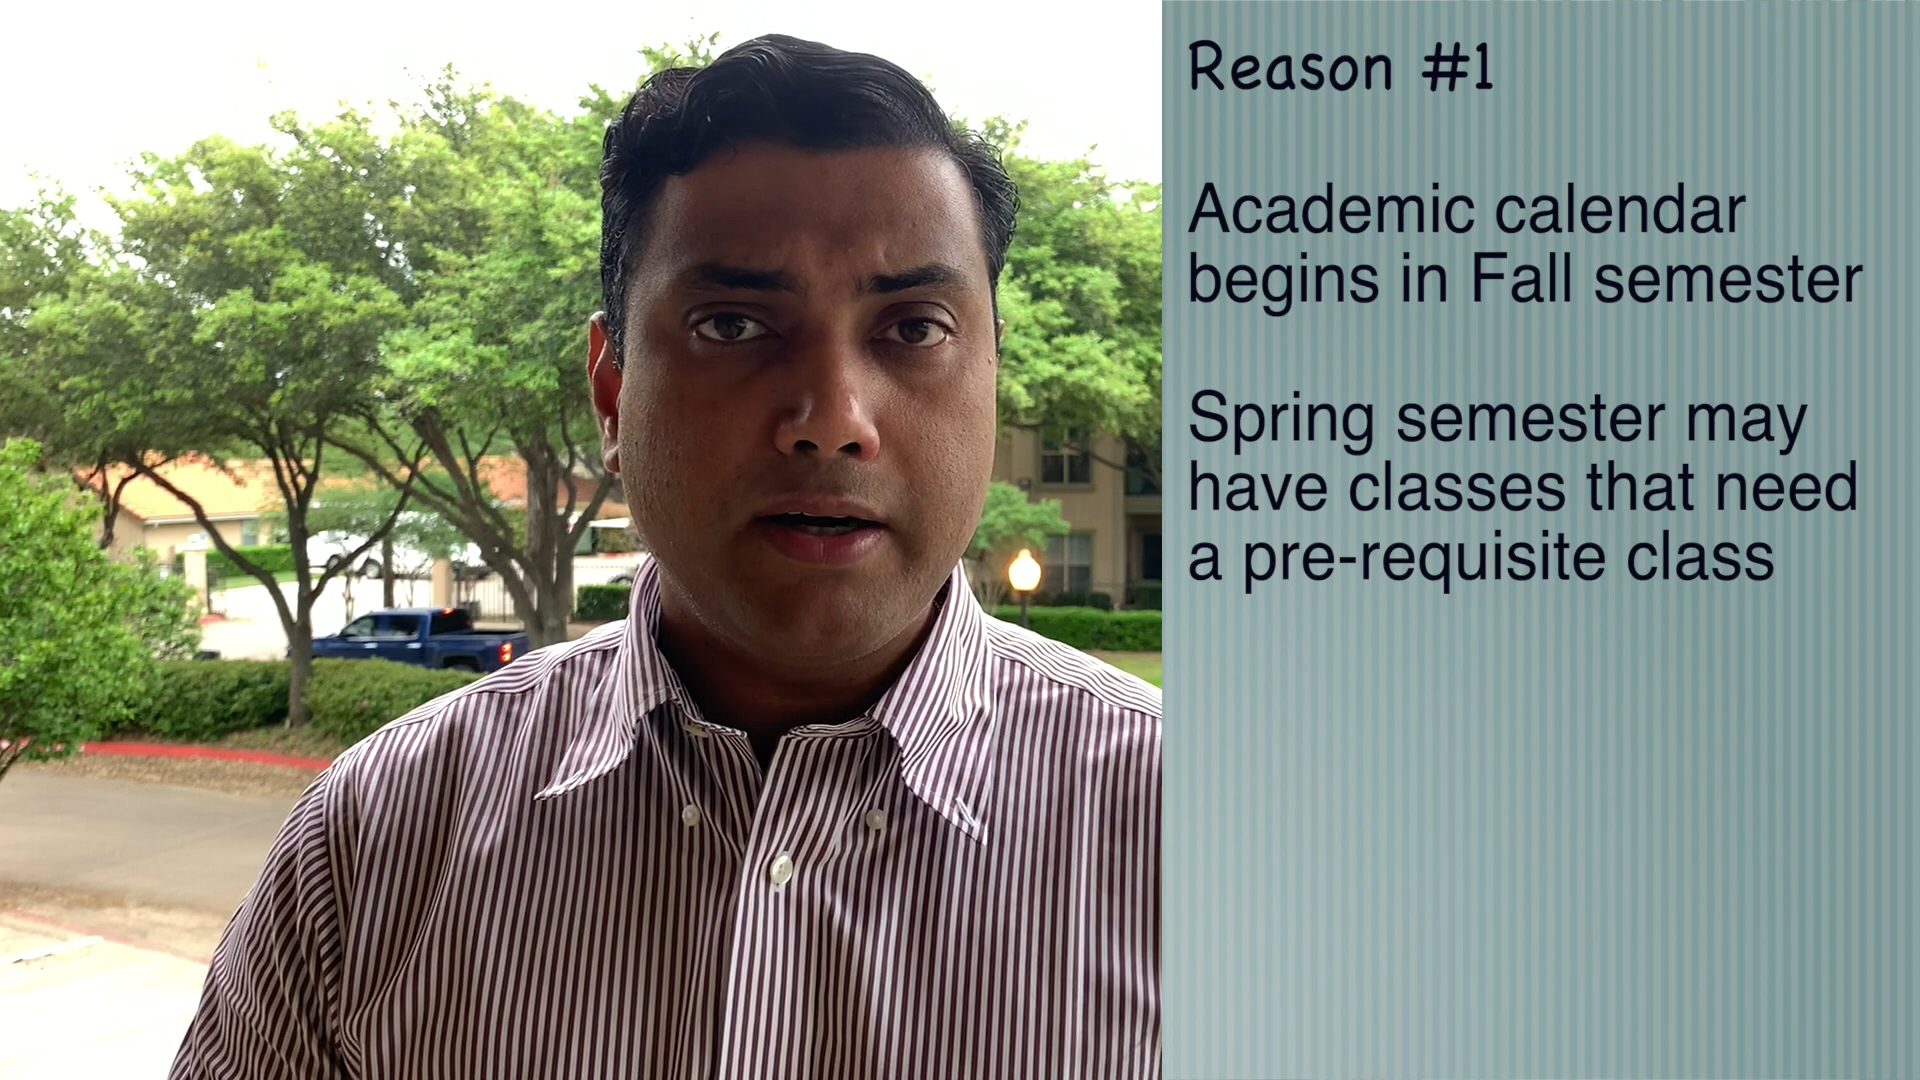 Reason #1
Academic calendar
begins in Fall semester
Spring semester may
have classes that need
a pre-requisite class